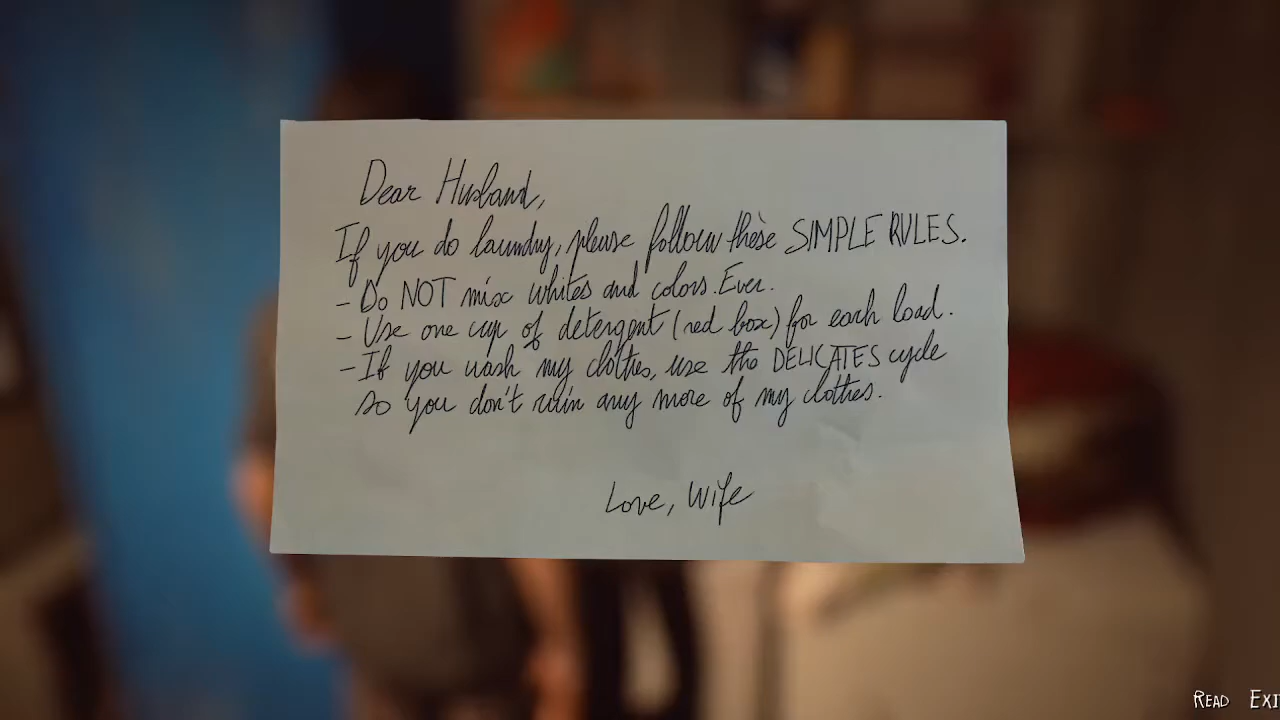 Dear Husband,
If you do laundry, please follow these SIMPLE RULES.
- Do NOT mix whites and colors. Ever.
- Use one cup of detergent (red box) for each load.
- If you wash my clothes, use the DELICATES cycle
so you don't ruin any more of my clothes.
Love, Wife
READ EXI